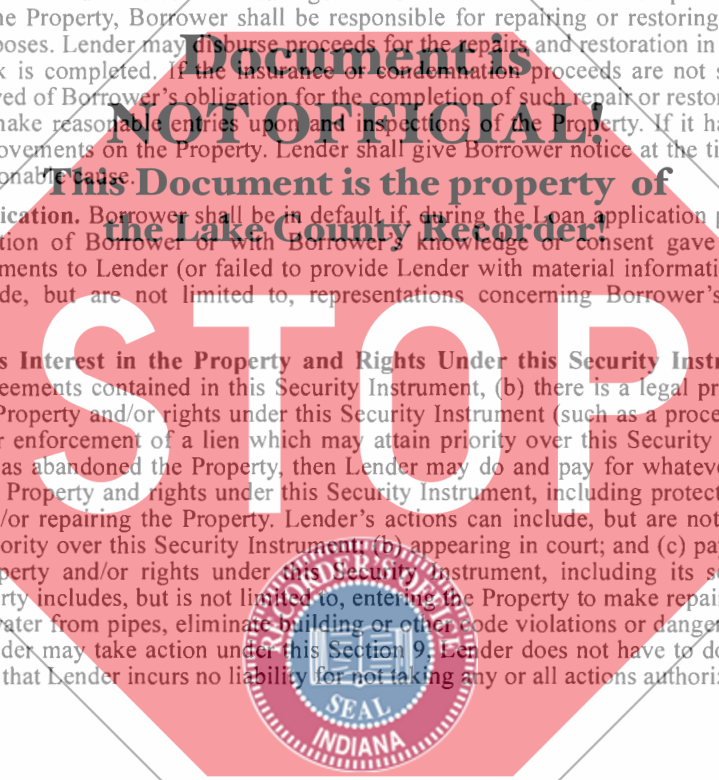 he Property, Borrower shall be responsible for repairing or restoring
poses. Lender may disburse proceeds for the repairs and restoration in
Document is
k is completed. If the insurance or condemnation proceeds are not s
ved of Borrower's obligation for the completion of such repair or restor
NOT OFFICIAL!
make reasonable entries upon and inspections of the Property. If it ha
ovements on the Property. Lender shall give Borrower notice at the ti
onable cause.
This Document is the property of
ication. Borrower shall be in default if, during the Loan application
the Lake County Recorder!
tion of Borrower or with Borrower's knowledge or consent gave
ments to Lender (or failed to provide Lender with material informati
de, but are not limited to, representations concerning Borrower's
STOP
s Interest in the Property and Rights Under this Security Instr
reements contained in this Security Instrument, (b) there is a legal pr
Property and/or rights under this Security Instrument (such as a proce
r enforcement of a lien which may attain priority over this Security
as abandoned the Property, then Lender may do and pay for whateve
Property and rights under this Security Instrument, including protect
/or repairing the Property. Lender's actions can include, but are not
ority over this Security Instrument; (b) appearing in court; and (c) pa
perty and/or rights under this Security Instrument, including its s
rty includes, but is not limited to, entering the Property to make repai
vater from pipes, eliminate building or other code violations or danger
der may take action under this Section 9, Lender does not have to do
that Lender incurs no liability for not taking any or all actions authoriz
SEAL
INDIANA